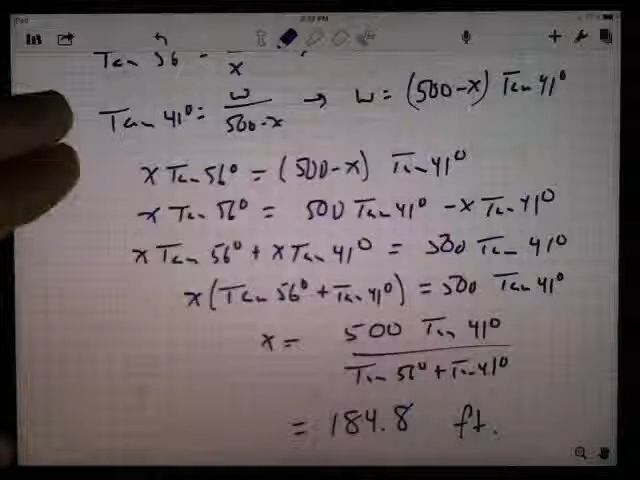 Tan 56 =
x
Tan 41° = w / 500-x → w = (500-x) Tan 41°
x Tan 56° = (500-x) Tan 41°
x Tan 56° = 500 Tan 41° - x Tan 41°
x Tan 56° + x Tan 41° = 500 Tan 41°
x(Tan 56° + Tan 41°) = 500 Tan 41°
x = 500 Tan 41° / Tan 56° + Tan 41°
= 184.8 ft.